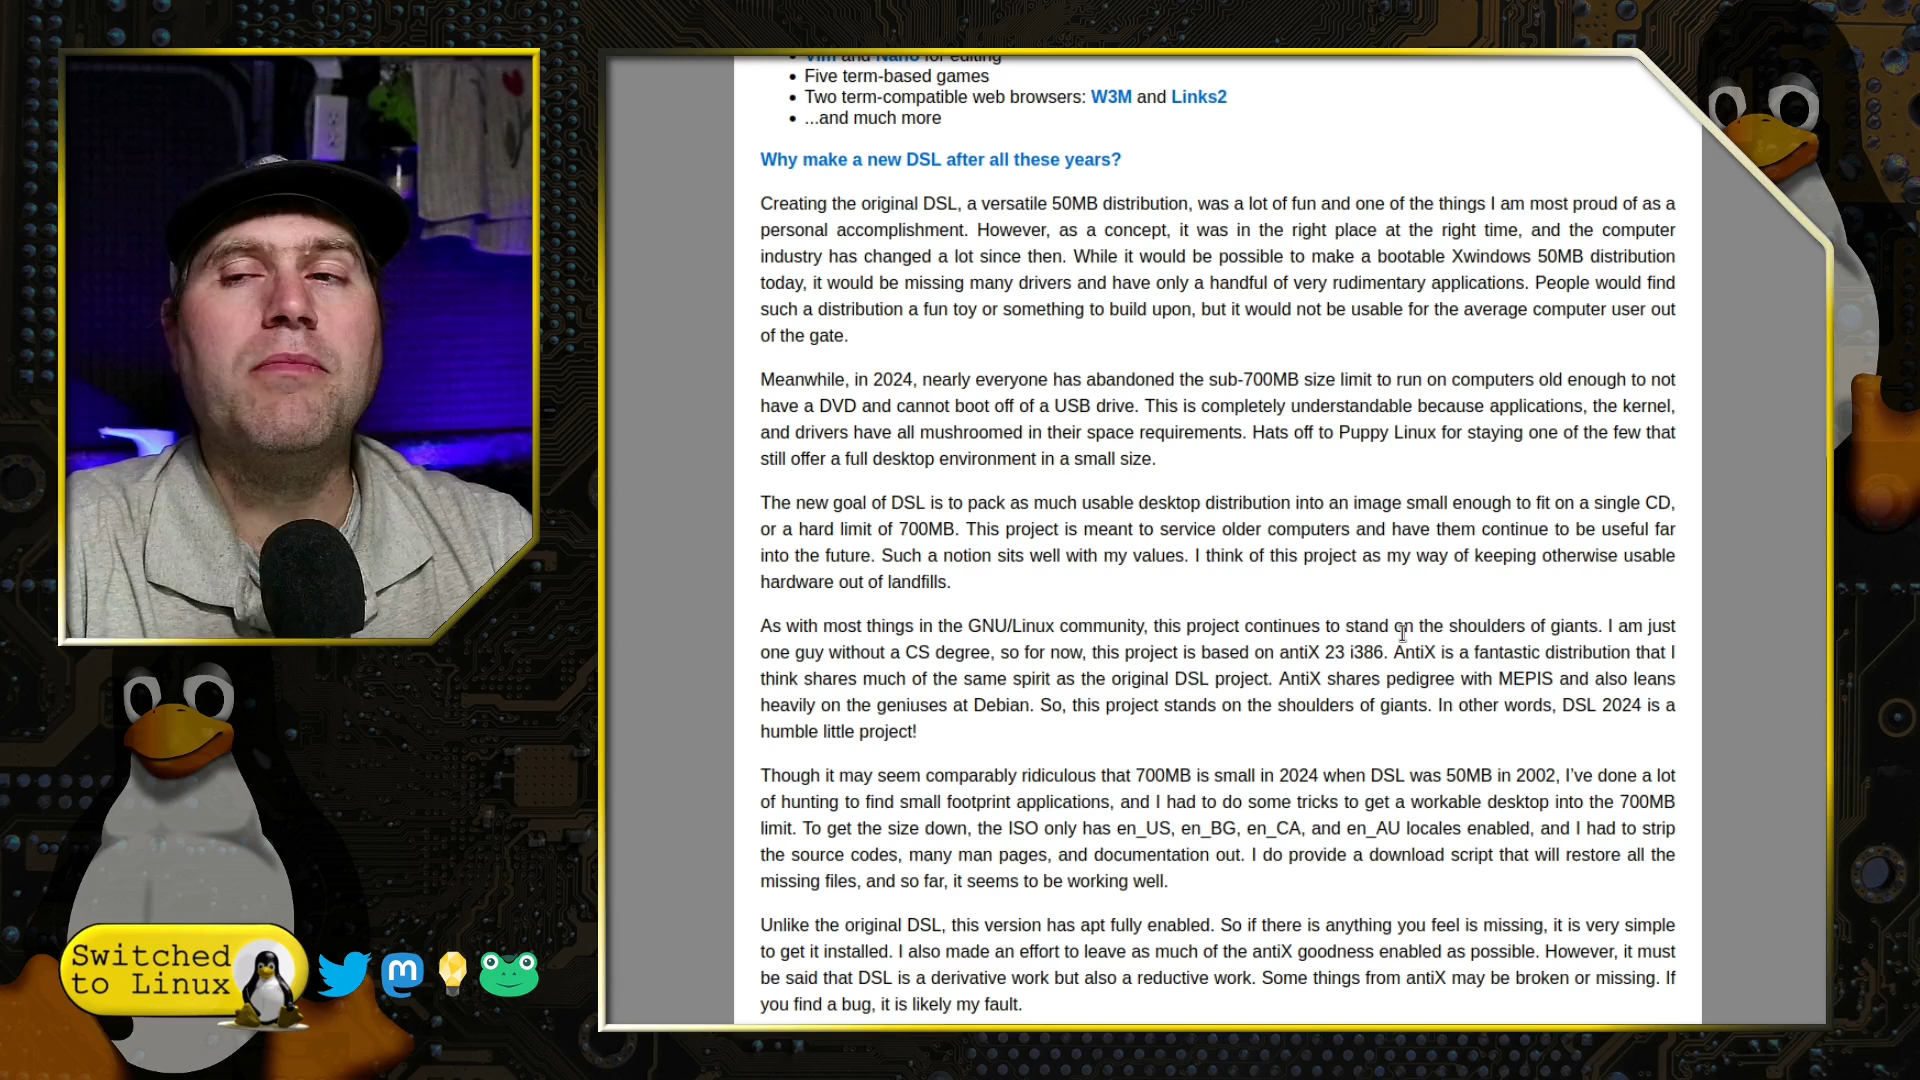 Vim and Nano for editing
Five term-based games
Two term-compatible web browsers: W3M and Links2
...and much more
Why make a new DSL after all these years?
Creating the original DSL, a versatile 50MB distribution, was a lot of fun and one of the things I am most proud of as a
personal accomplishment. However, as a concept, it was in the right place at the right time, and the computer
industry has changed a lot since then. While it would be possible to make a bootable Xwindows 50MB distribution
today, it would be missing many drivers and have only a handful of very rudimentary applications. People would find
such a distribution a fun toy or something to build upon, but it would not be usable for the average computer user out
of the gate.
Meanwhile, in 2024, nearly everyone has abandoned the sub-700MB size limit to run on computers old enough to not
have a DVD and cannot boot off of a USB drive. This is completely understandable because applications, the kernel,
and drivers have all mushroomed in their space requirements. Hats off to Puppy Linux for staying one of the few that
still offer a full desktop environment in a small size.
The new goal of DSL is to pack as much usable desktop distribution into an image small enough to fit on a single CD,
or a hard limit of 700MB. This project is meant to service older computers and have them continue to be useful far
into the future. Such a notion sits well with my values. I think of this project as my way of keeping otherwise usable
hardware out of landfills.
As with most things in the GNU/Linux community, this project continues to stand on the shoulders of giants. I am just
one guy without a CS degree, so for now, this project is based on antiX 23 i386. AntiX is a fantastic distribution that I
think shares much of the same spirit as the original DSL project. AntiX shares pedigree with MEPIS and also leans
heavily on the geniuses at Debian. So, this project stands on the shoulders of giants. In other words, DSL 2024 is a
humble little project!
Though it may seem comparably ridiculous that 700MB is small in 2024 when DSL was 50MB in 2002, I've done a lot
of hunting to find small footprint applications, and I had to do some tricks to get a workable desktop into the 700MB
limit. To get the size down, the ISO only has en_US, en_BG, en_CA, and en_AU locales enabled, and I had to strip
the source codes, many man pages, and documentation out. I do provide a download script that will restore all the
missing files, and so far, it seems to be working well.
Unlike the original DSL, this version has apt fully enabled. So if there is anything you feel is missing, it is very simple
to get it installed. I also made an effort to leave as much of the antiX goodness enabled as possible. However, it must
be said that DSL is a derivative work but also a reductive work. Some things from antiX may be broken or missing. If
you find a bug, it is likely my fault.
Switched
to Linux